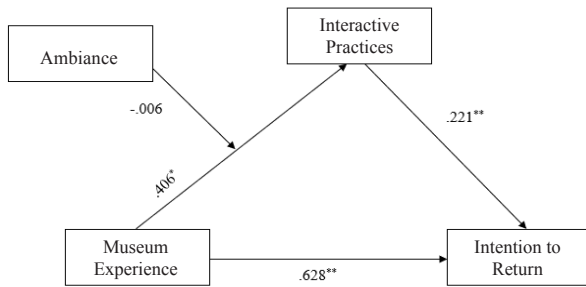 Interactive
Practices
Ambiance
-.006
.221**
.406*
Museum
Experience
Intention to
Return
.628**